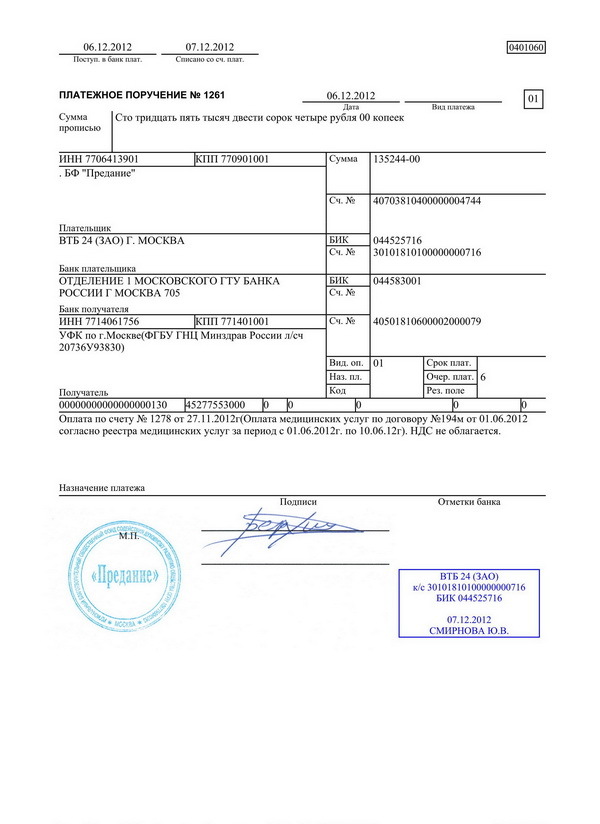 06.12.2012 07.12.2012 0401060
Поступ. в банк плат. Списано со сч. плат.
ПЛАТЕЖНОЕ ПОРУЧЕНИЕ № 1261 06.12.2012 01
Дата Вид платежа
Сумма прописью Сто тридцать пять тысяч двести сорок четыре рубля 00 копеек
ИНН 7706413901 КПП 770901001 Сумма 135244-00
. БФ "Предание"
Сч. № 40703810400000004744
Плательщик
ВТБ 24 (ЗАО) Г. МОСКВА БИК 044525716
Сч. № 30101810100000000716
Банк плательщика
ОТДЕЛЕНИЕ 1 МОСКОВСКОГО ГТУ БАНКА БИК 044583001
РОССИИ Г МОСКВА 705 Сч. №
Банк получателя
ИНН 7714061756 КПП 771401001 Сч. № 40501810600002000079
УФК по г.Москве(ФГБУ ГНЦ Минздрав России л/сч
20736У93830)
Вид. оп. 01 Срок плат.
Наз. пл. Очер. плат. 6
Получатель Код Рез. поле
00000000000000000130 45277553000 0 0 0 0
Оплата по счету № 1278 от 27.11.2012г(Оплата медицинских услуг по договору №194м от 01.06.2012
согласно реестра медицинских услуг за период с 01.06.2012г. по 10.06.12г). НДС не облагается.
Назначение платежа
Подписи Отметки банка
М.П.
«Предание»
МОСКВА
ВТБ 24 (ЗАО)
к/с 30101810100000000716
БИК 044525716
07.12.2012
СМИРНОВА Ю.В.